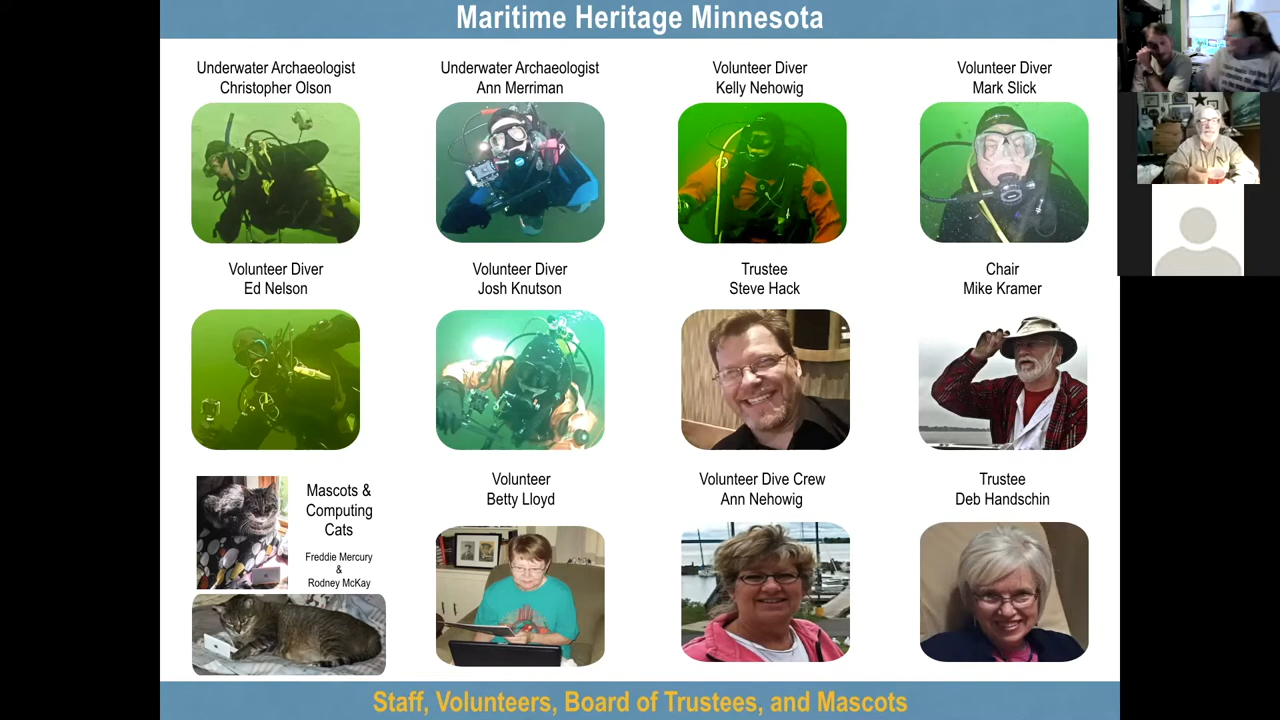 Maritime Heritage Minnesota
Underwater Archaeologist
Christopher Olson
Underwater Archaeologist
Ann Merriman
Volunteer Diver
Kelly Nehowig
Volunteer Diver
Mark Slick
Volunteer Diver
Ed Nelson
Volunteer Diver
Josh Knutson
Trustee
Steve Hack
Chair
Mike Kramer
Mascots &
Computing
Cats
Freddie Mercury
&
Rodney McKay
Volunteer
Betty Lloyd
Volunteer Dive Crew
Ann Nehowig
Trustee
Deb Handschin
Staff, Volunteers, Board of Trustees, and Mascots